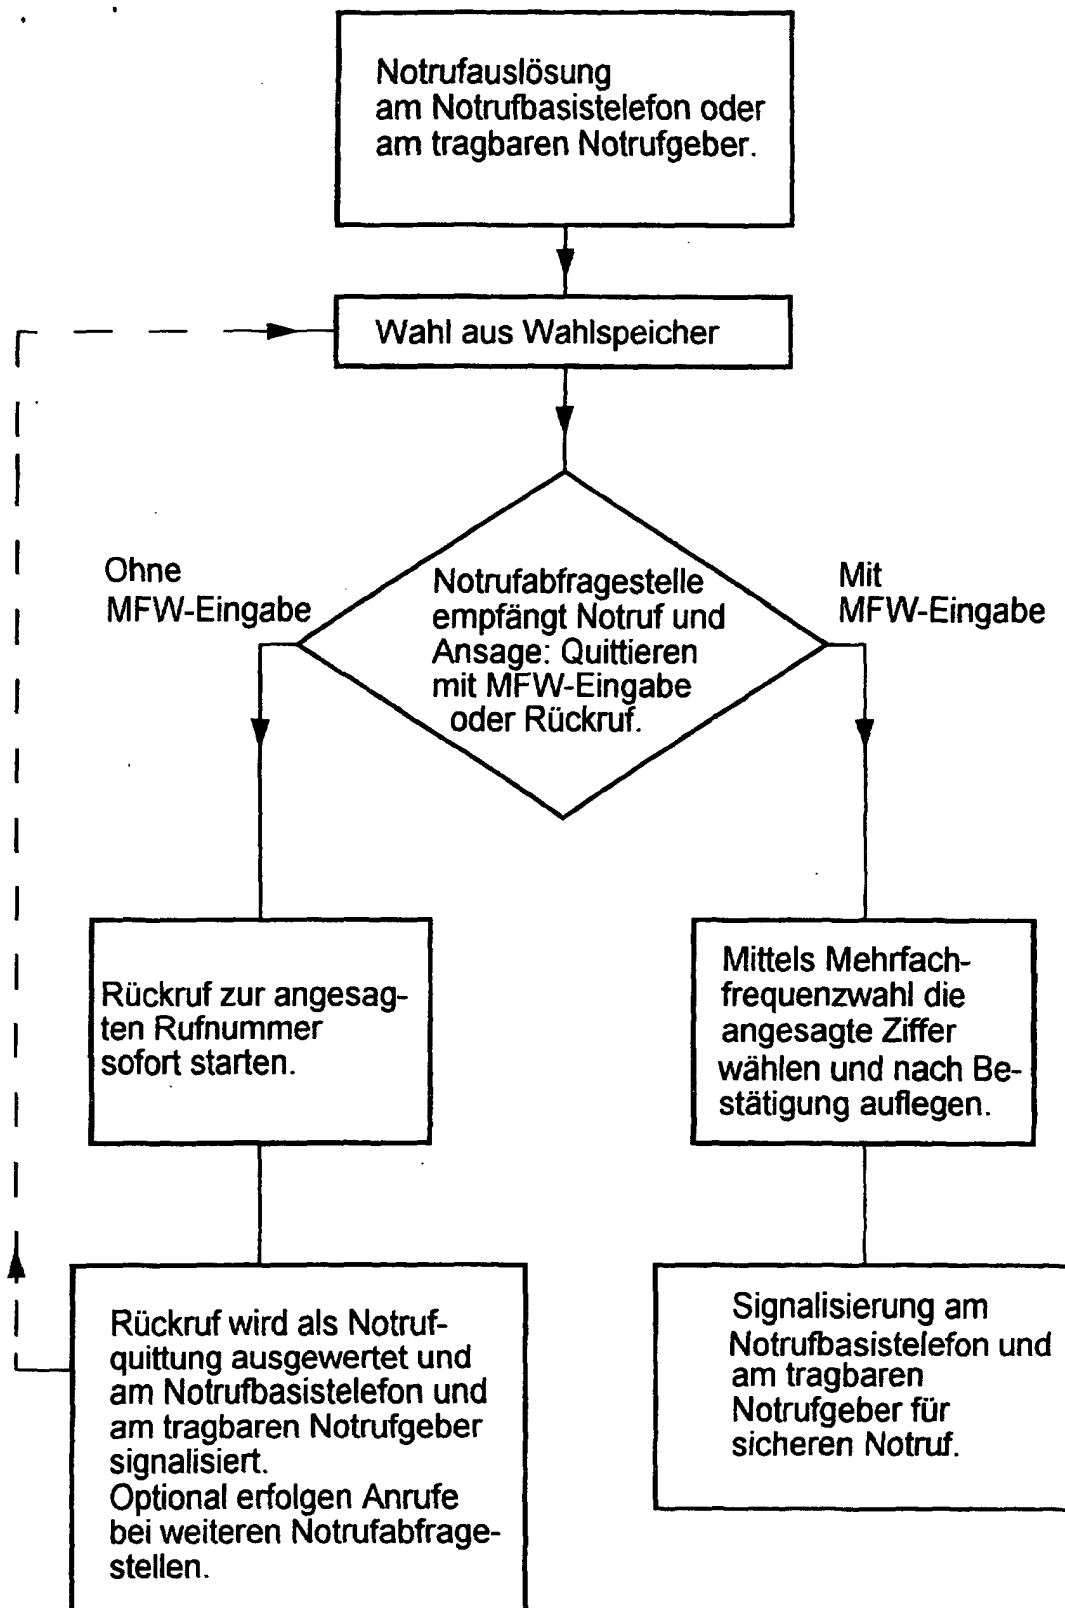 Notrufauslösung
am Notrufbasistelefon oder
am tragbaren Notrufgeber.
Wahl aus Wahlspeicher
Ohne
MFW-Eingabe
Notrufabfragestelle
empfängt Notruf und
Ansage: Quittieren
mit MFW-Eingabe
oder Rückruf.
Mit
MFW-Eingabe
Rückruf zur angesag-
ten Rufnummer
sofort starten.
Mittels Mehrfach-
frequenzwahl die
angesagte Ziffer
wählen und nach Be-
stätigung auflegen.
Rückruf wird als Notruf-
quittung ausgewertet und
am Notrufbasistelefon und
am tragbaren Notrufgeber
signalisiert.
Optional erfolgen Anrufe
bei weiteren Notrufabfrage-
stellen.
Signalisierung am
Notrufbasistelefon und
am tragbaren
Notrufgeber für
sicheren Notruf.